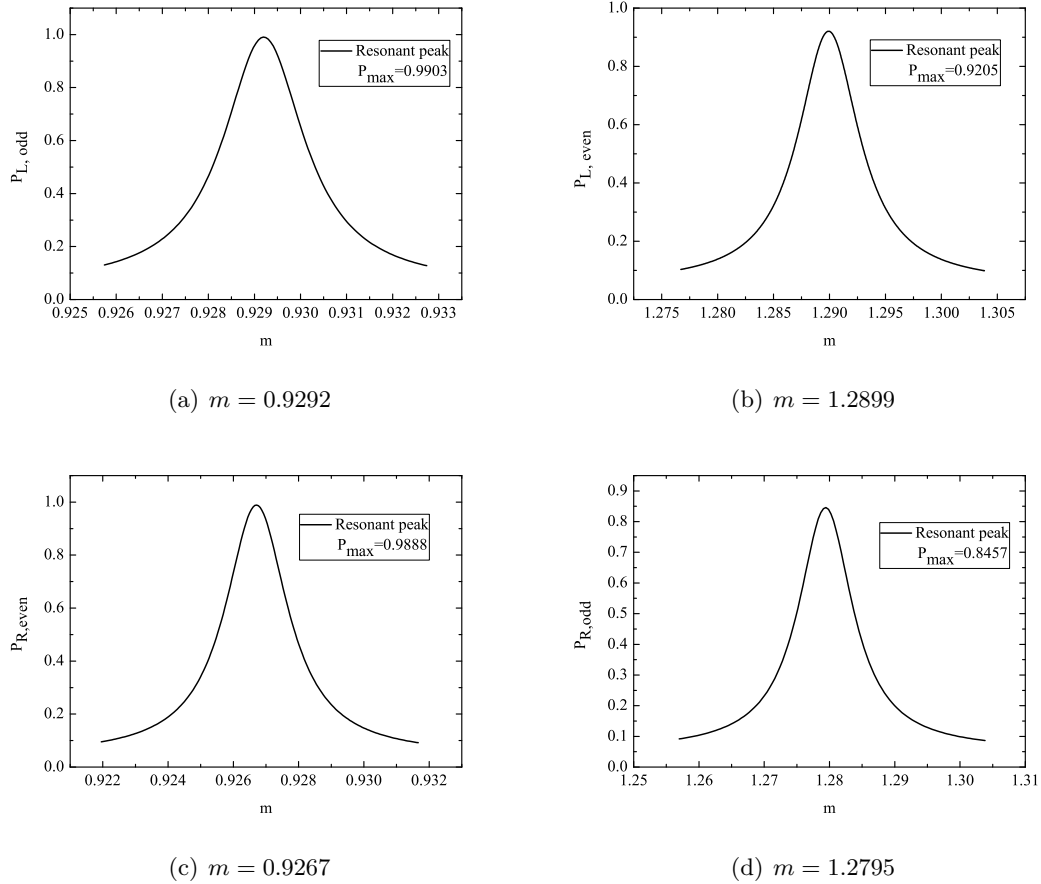 Resonant peak
P_max=0.9903
P_L, odd
1.0
0.8
0.6
0.4
0.2
0.0
0.925 0.926 0.927 0.928 0.929 0.930 0.931 0.932 0.933
m
(a) m = 0.9292
Resonant peak
P_max=0.9205
P_L, even
1.0
0.8
0.6
0.4
0.2
0.0
1.275 1.280 1.285 1.290 1.295 1.300 1.305
m
(b) m = 1.2899
Resonant peak
P_max=0.9888
P_R,even
1.0
0.8
0.6
0.4
0.2
0.0
0.922 0.924 0.926 0.928 0.930 0.932
m
(c) m = 0.9267
Resonant peak
P_max=0.8457
P_R,odd
0.9
0.8
0.7
0.6
0.5
0.4
0.3
0.2
0.1
0.0
1.25 1.26 1.27 1.28 1.29 1.30 1.31
m
(d) m = 1.2795